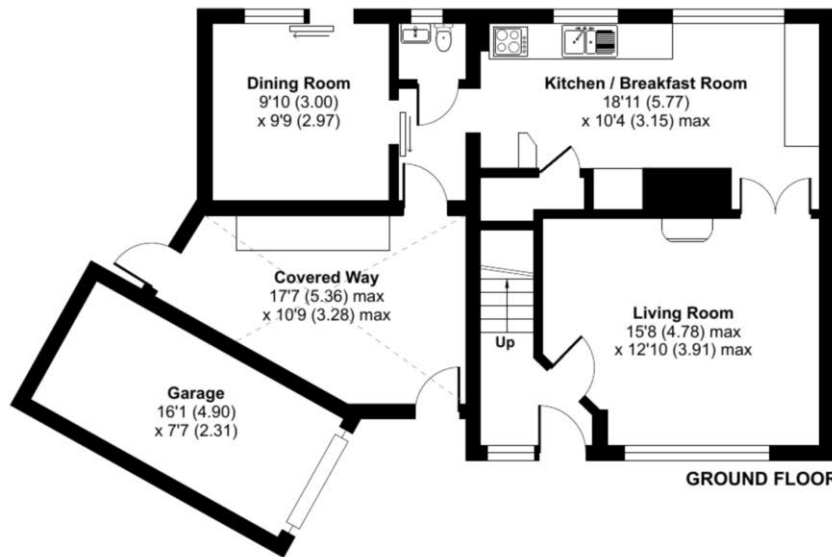 Dining Room
9'10 (3.00)
x 9'9 (2.97)
Kitchen / Breakfast Room
18'11 (5.77)
x 10'4 (3.15) max
Covered Way
17'7 (5.36) max
x 10'9 (3.28) max
Up
Living Room
15'8 (4.78) max
x 12'10 (3.91) max
Garage
16'1 (4.90)
x 7'7 (2.31)
GROUND FLOOR